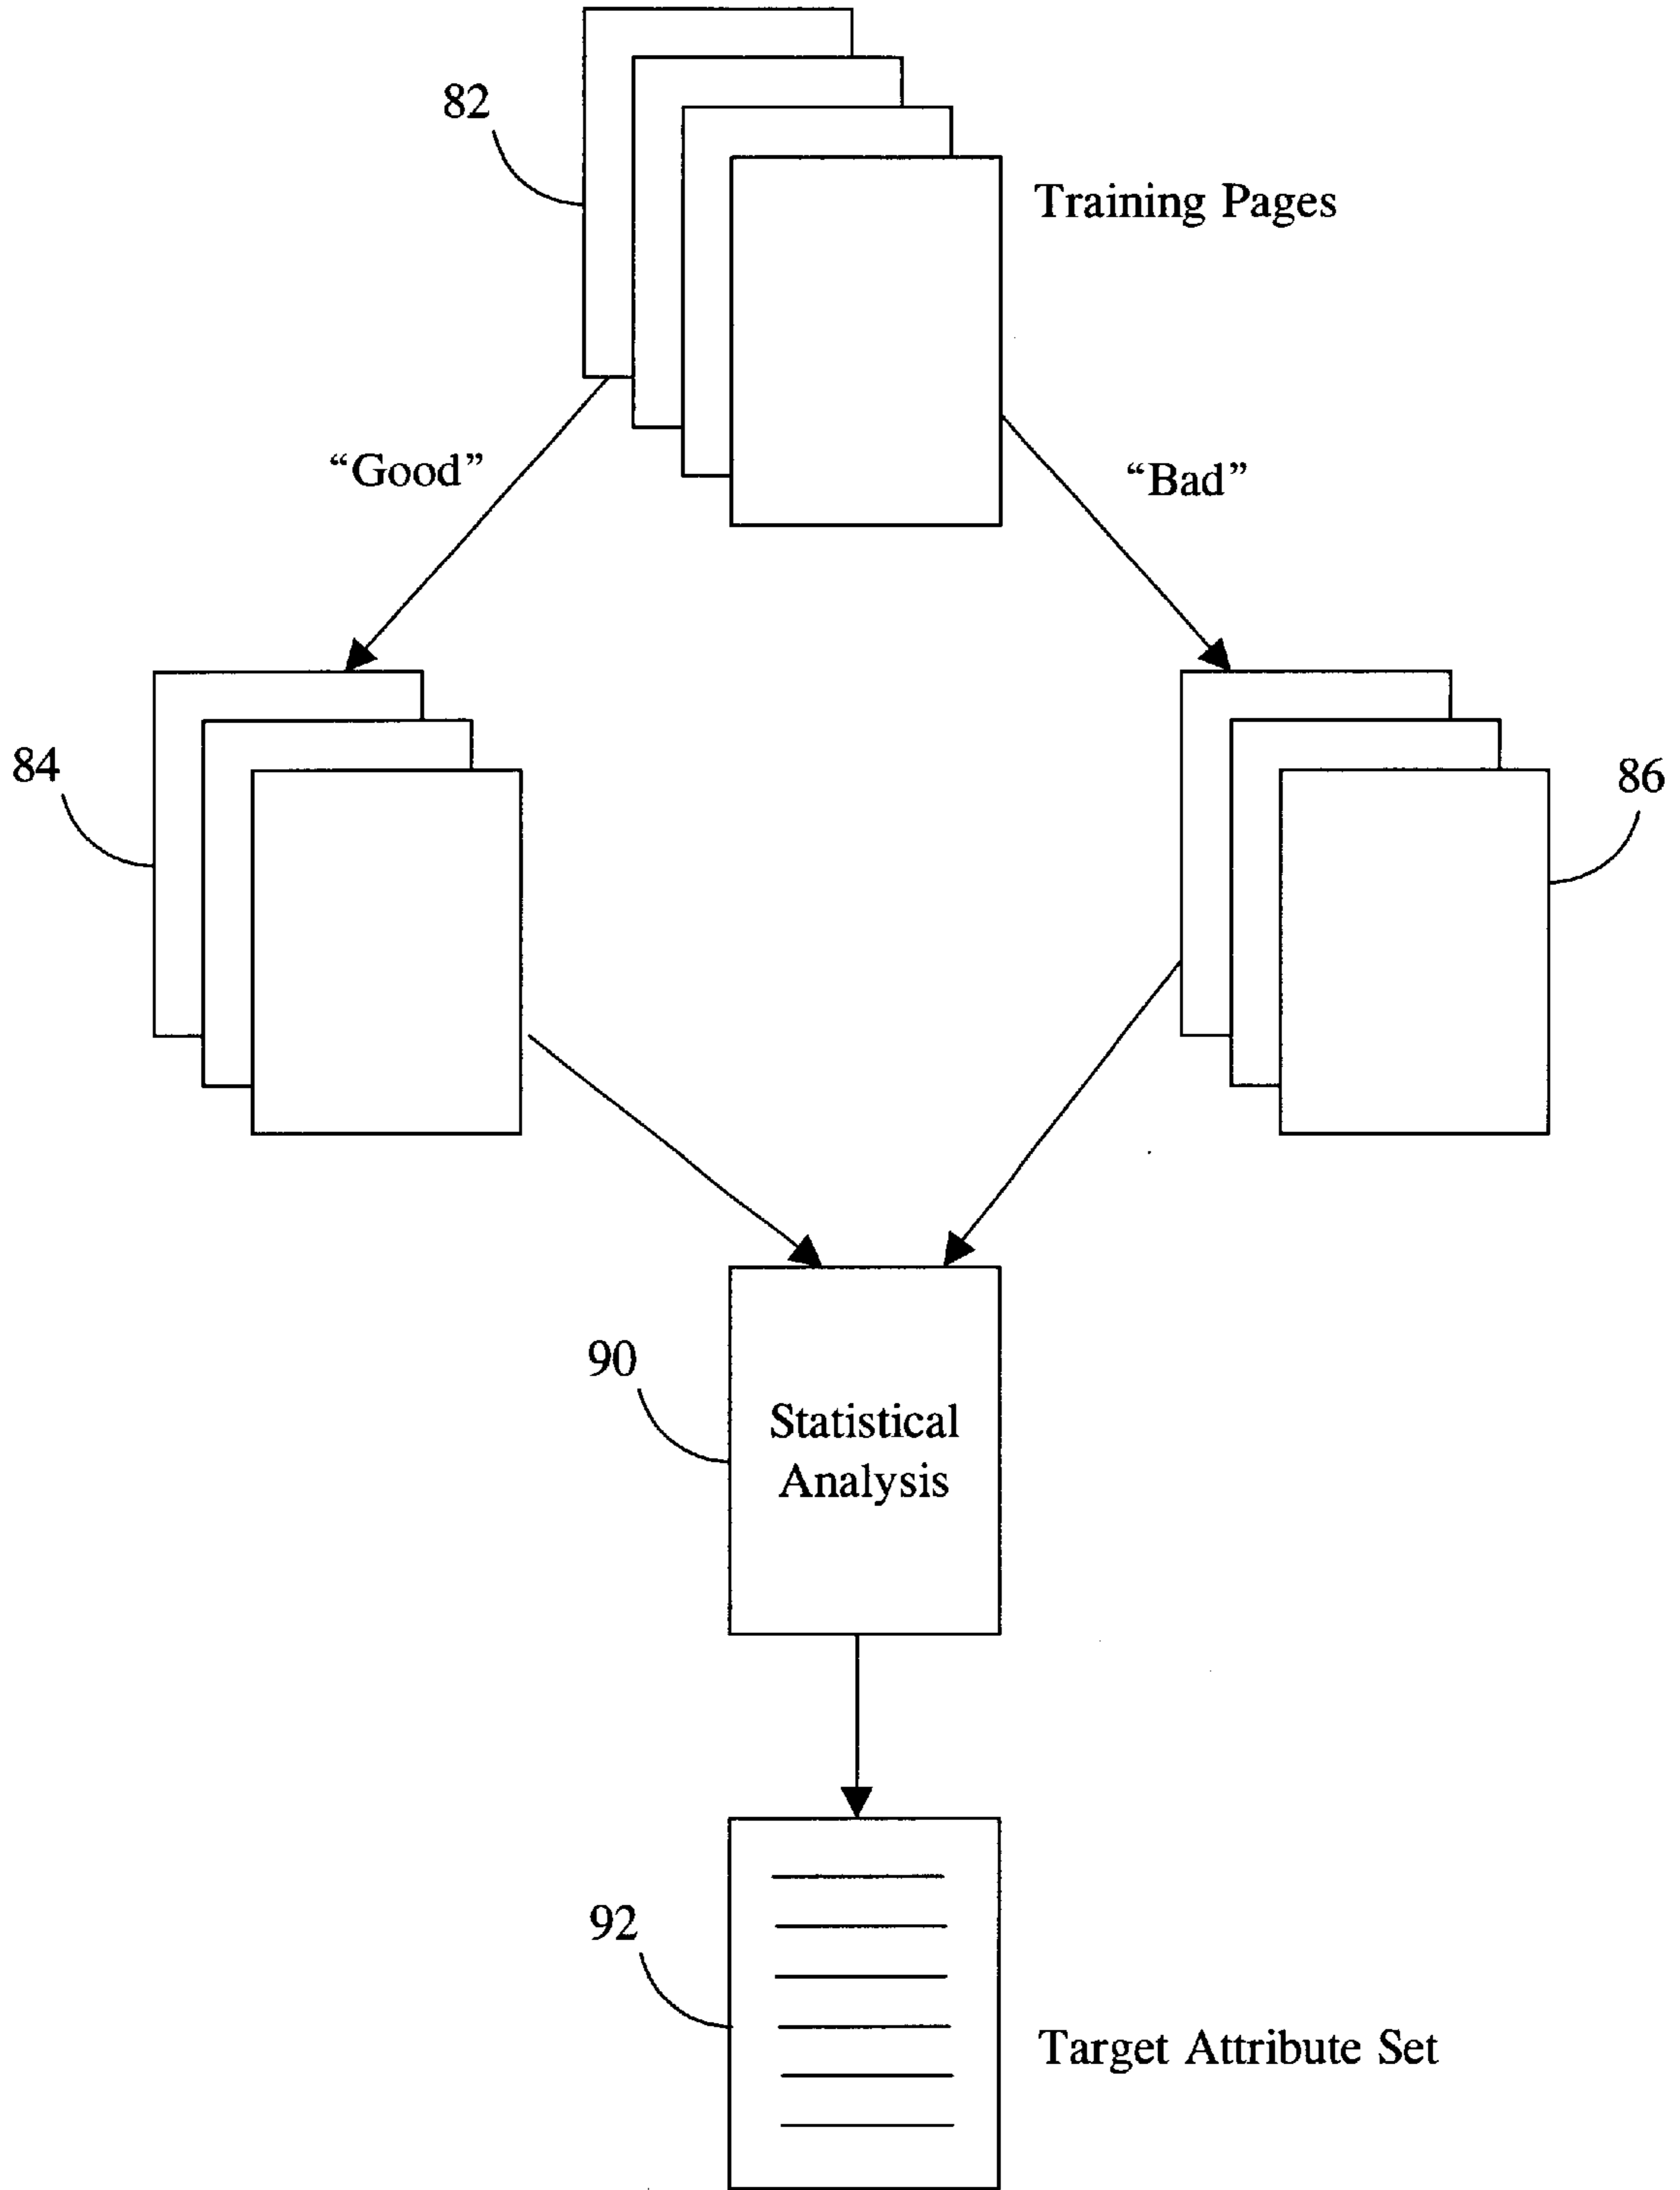 82
Training Pages
“Good”
“Bad”
84
86
90
Statistical
Analysis
92
Target Attribute Set